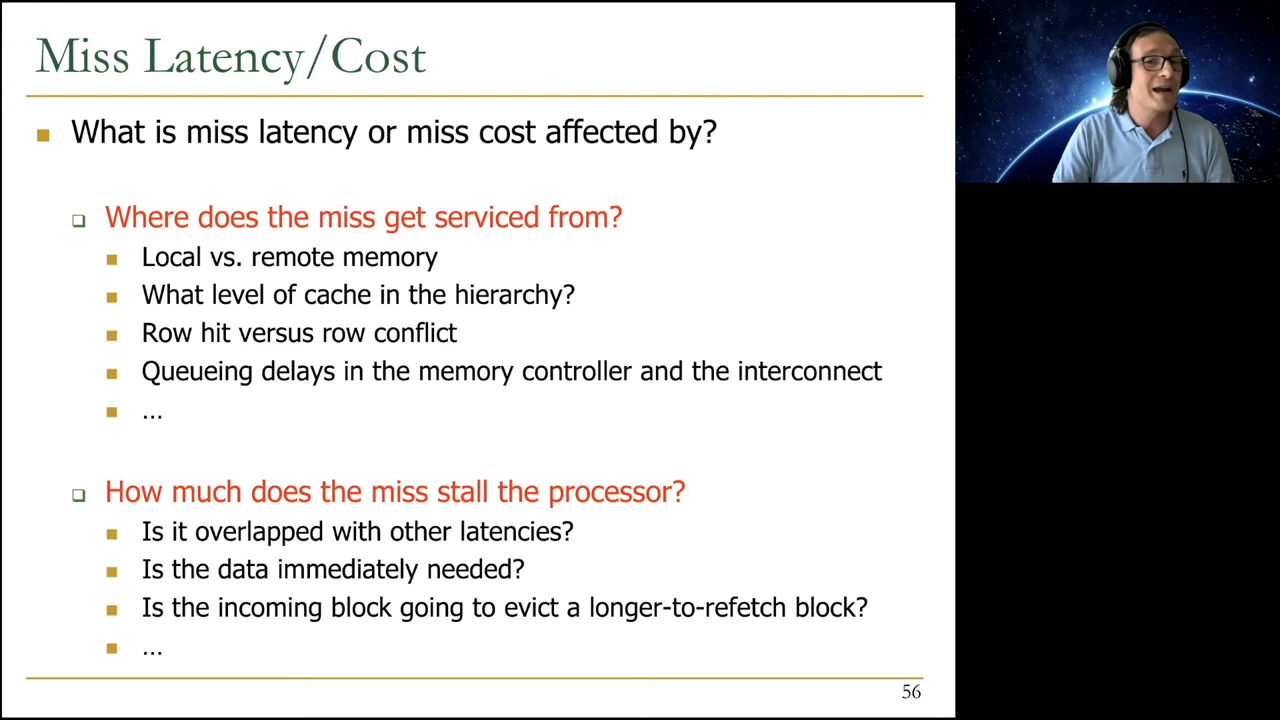 Miss Latency/Cost
What is miss latency or miss cost affected by?
Where does the miss get serviced from?
Local vs. remote memory
What level of cache in the hierarchy?
Row hit versus row conflict
Queueing delays in the memory controller and the interconnect
...
How much does the miss stall the processor?
Is it overlapped with other latencies?
Is the data immediately needed?
Is the incoming block going to evict a longer-to-refetch block?
...
56